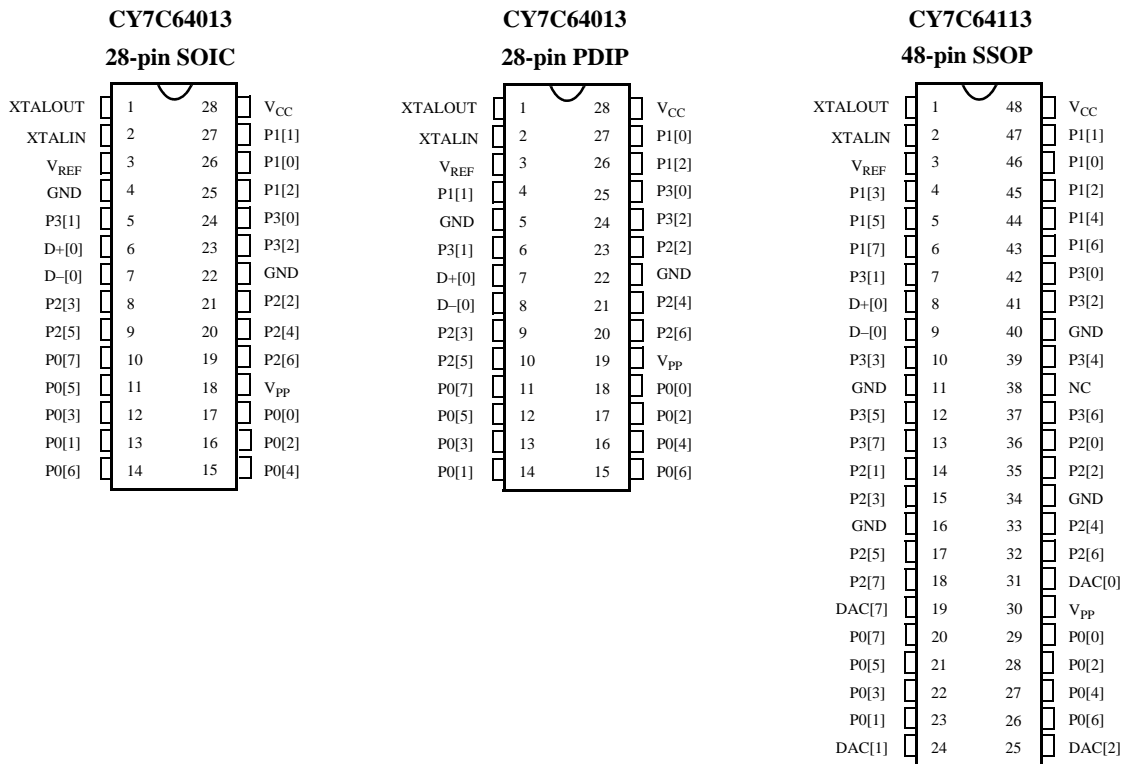 CY7C64013
28-pin SOIC
XTALOUT 1 28 VCC
XTALIN 2 27 P1[1]
VREF 3 26 P1[0]
GND 4 25 P1[2]
P3[1] 5 24 P3[0]
D+[0] 6 23 P3[2]
D–[0] 7 22 GND
P2[3] 8 21 P2[2]
P2[5] 9 20 P2[4]
P0[7] 10 19 P2[6]
P0[5] 11 18 VPP
P0[3] 12 17 P0[0]
P0[1] 13 16 P0[2]
P0[6] 14 15 P0[4]
CY7C64013
28-pin PDIP
XTALOUT 1 28 VCC
XTALIN 2 27 P1[0]
VREF 3 26 P1[2]
P1[1] 4 25 P3[0]
GND 5 24 P3[2]
P3[1] 6 23 P2[2]
D+[0] 7 22 GND
D–[0] 8 21 P2[4]
P2[3] 9 20 P2[6]
P2[5] 10 19 VPP
P0[7] 11 18 P0[0]
P0[5] 12 17 P0[2]
P0[3] 13 16 P0[4]
P0[1] 14 15 P0[6]
CY7C64113
48-pin SSOP
XTALOUT 1 48 VCC
XTALIN 2 47 P1[1]
VREF 3 46 P1[0]
P1[3] 4 45 P1[2]
P1[5] 5 44 P1[4]
P1[7] 6 43 P1[6]
P3[1] 7 42 P3[0]
D+[0] 8 41 P3[2]
D–[0] 9 40 GND
P3[3] 10 39 P3[4]
GND 11 38 NC
P3[5] 12 37 P3[6]
P3[7] 13 36 P2[0]
P2[1] 14 35 P2[2]
P2[3] 15 34 GND
GND 16 33 P2[4]
P2[5] 17 32 P2[6]
P2[7] 18 31 DAC[0]
DAC[7] 19 30 VPP
P0[7] 20 29 P0[0]
P0[5] 21 28 P0[2]
P0[3] 22 27 P0[4]
P0[1] 23 26 P0[6]
DAC[1] 24 25 DAC[2]